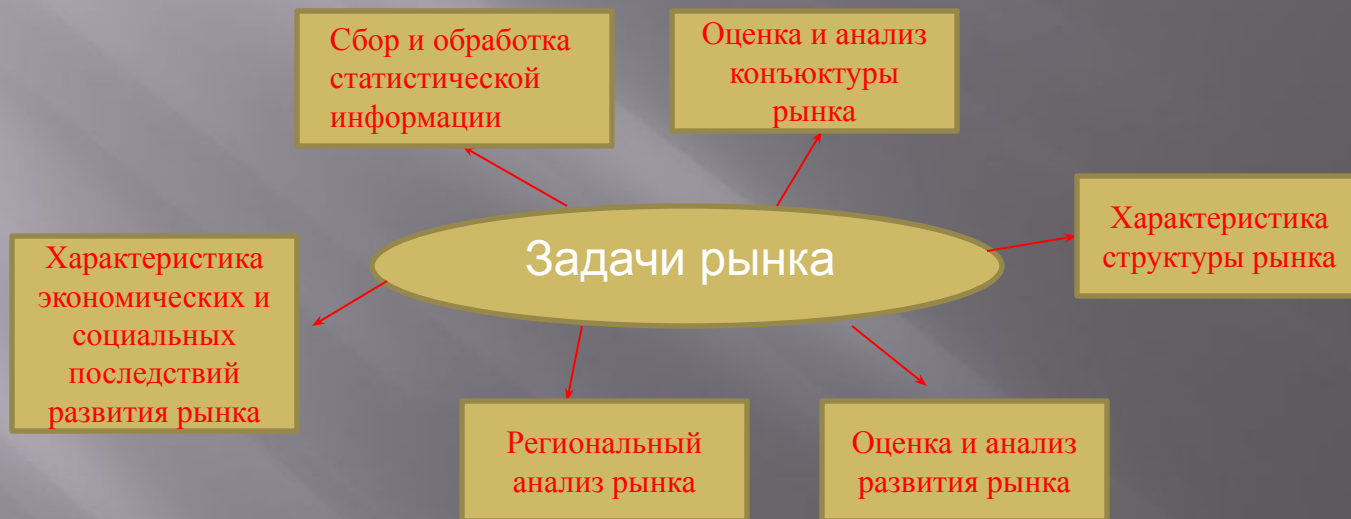 Сбор и обработка
статистической
информации
Оценка и анализ
конъюктуры
рынка
Характеристика
структуры рынка
Задачи рынка
Характеристика
экономических и
социальных
последствий
развития рынка
Региональный
анализ рынка
Оценка и анализ
развития рынка